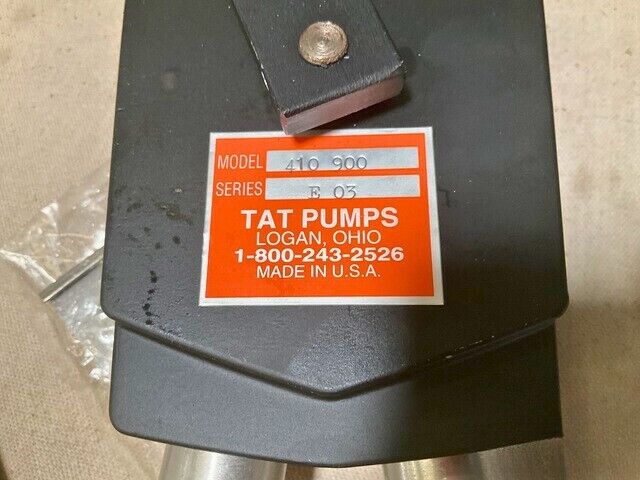 MODEL 410 900
SERIES E 03
TAT PUMPS
LOGAN, OHIO
1-800-243-2526
MADE IN U.S.A.